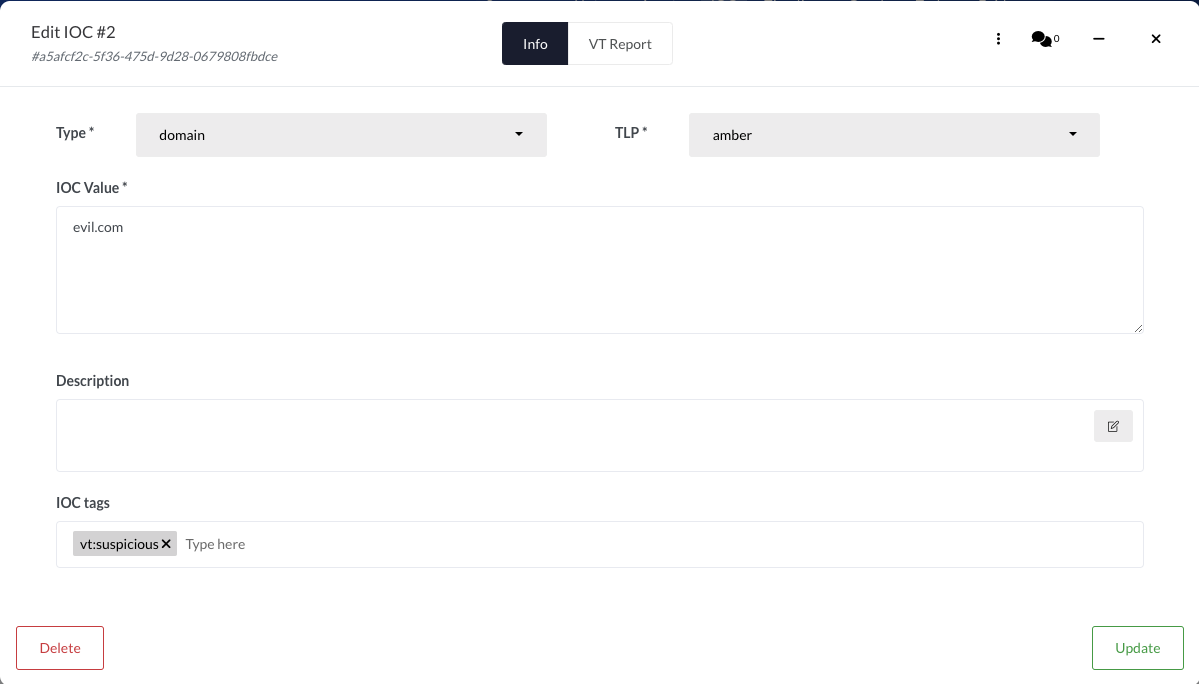 Edit IOC #2
#a5afcf2c-5f36-475d-9d28-0679808fbdce
Info
VT Report
0
Type *
domain
TLP *
amber
IOC Value *
evil.com
Description
IOC tags
vt:suspicious
Type here
Delete
Update